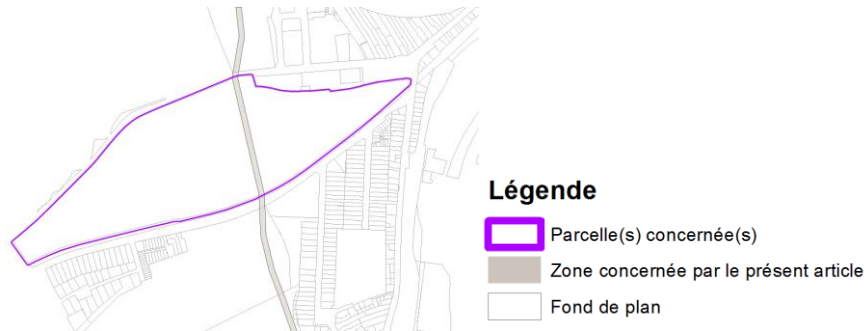 Légende
Parcelle(s) concernée(s)
Zone concernée par le présent article
Fond de plan